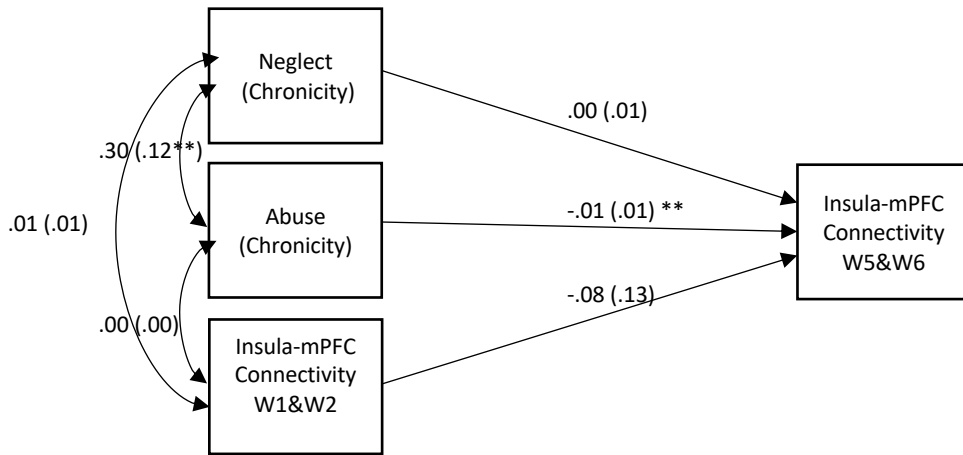 Neglect
(Chronicity)
.00 (.01)
.30 (.12**)
.01 (.01)
Abuse
(Chronicity)
-.01 (.01) **
Insula-mPFC
Connectivity
W5&W6
-.08 (.13)
.00 (.00)
Insula-mPFC
Connectivity
W1&W2